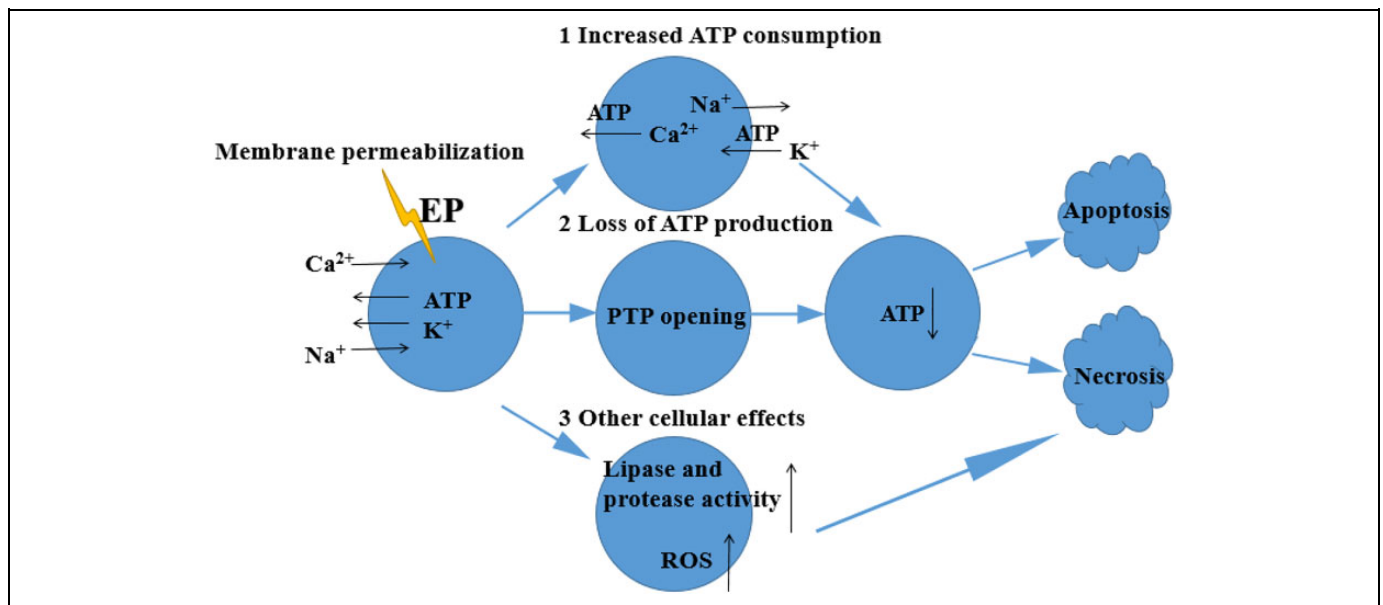 1 Increased ATP consumption
ATP
Na⁺
Ca²⁺
ATP
K⁺
Membrane permeabilization
EP
Ca²⁺
ATP
K⁺
Na⁺
2 Loss of ATP production
PTP opening
ATP
Apoptosis
Necrosis
3 Other cellular effects
Lipase and
protease activity
ROS